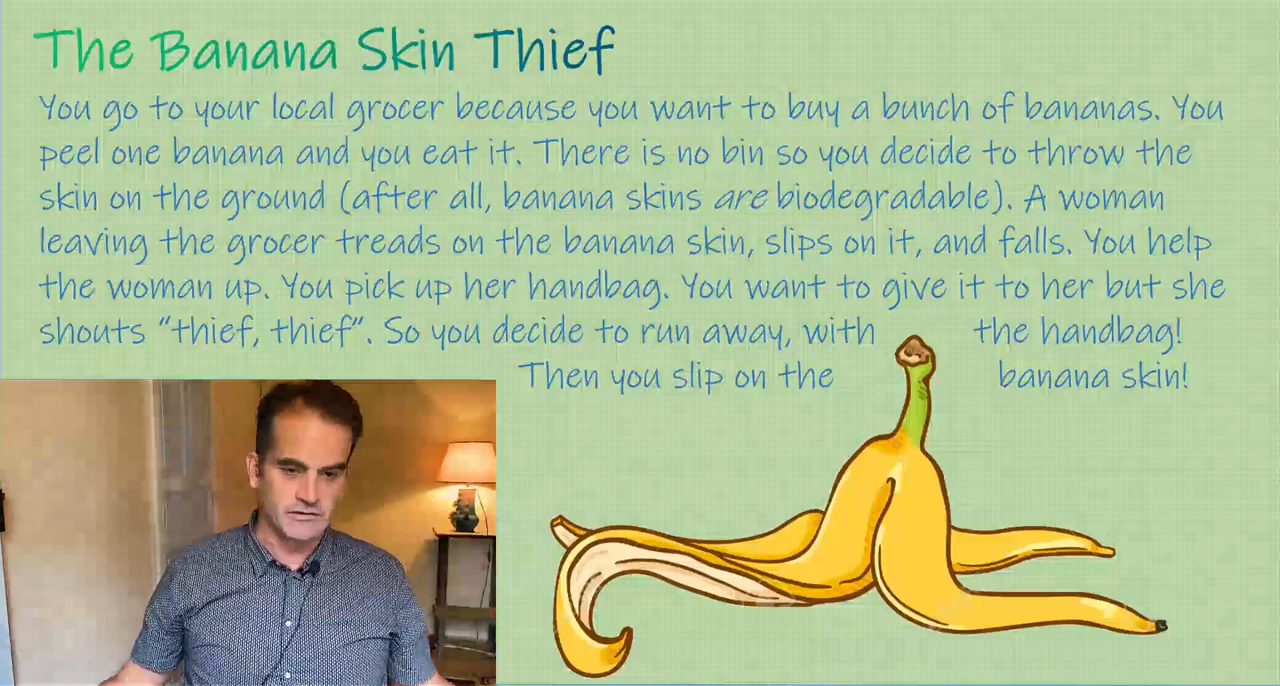 The Banana Skin Thief
You go to your local grocer because you want to buy a bunch of bananas. You
peel one banana and you eat it. There is no bin so you decide to throw the
skin on the ground (after all, banana skins are biodegradable). A woman
leaving the grocer treads on the banana skin, slips on it, and falls. You help
the woman up. You pick up her handbag. You want to give it to her but she
shouts "thief, thief". So you decide to run away, with the handbag!
Then you slip on the banana skin!